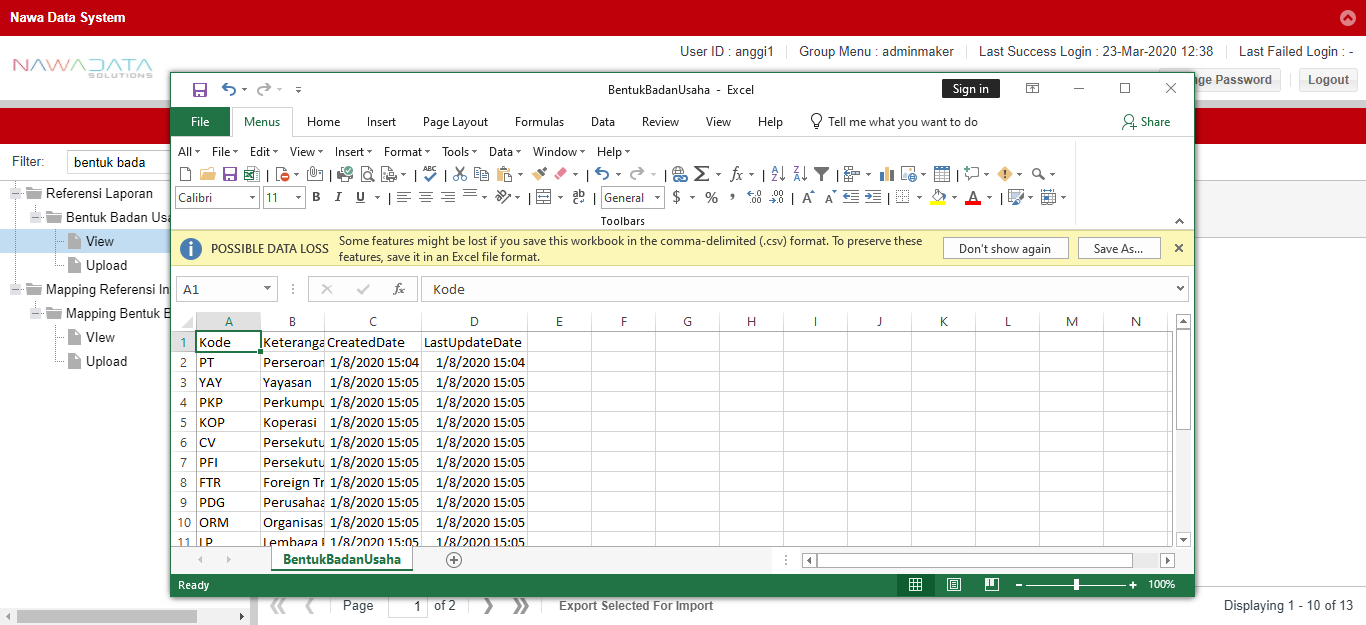 Nawa Data System
User ID : anggi1 Group Menu : adminmaker Last Success Login : 23-Mar-2020 12:38 Last Failed Login : -
NAWADATA
SOLUTIONS
Password Logout
BentukBadanUsaha - Excel Sign in
File Menus Home Insert Page Layout Formulas Data Review View Help Tell me what you want to do Share
Filter: bentuk bada
All File Edit View Insert Format Tools Data Window Help
Calibri 11 B I U General $ %
Toolbars
Referensi Laporan
Bentuk Badan
View
Upload
Mapping Referensi
Mapping Bentuk
VIew
Upload
POSSIBLE DATA LOSS Some features might be lost if you save this workbook in the comma-delimited (.csv) format. To preserve these
features, save it in an Excel file format.
Don't show again Save As...
A1 fx Kode
A B C D E F G H I J K L M N
1 Kode CreatedDate LastUpdateDate
2 PT Perseroan 1/8/2020 15:04 1/8/2020 15:04
3 YAY Yayasan 1/8/2020 15:05 1/8/2020 15:05
4 PKP Perkumpu 1/8/2020 15:05 1/8/2020 15:05
5 KOP Koperasi 1/8/2020 15:05 1/8/2020 15:05
6 CV Persekutu 1/8/2020 15:05 1/8/2020 15:05
7 PFI Persekutu 1/8/2020 15:05 1/8/2020 15:05
8 FTR Foreign Tr 1/8/2020 15:05 1/8/2020 15:05
9 PDG Perusahaa 1/8/2020 15:05 1/8/2020 15:05
10 ORM Organisas 1/8/2020 15:05 1/8/2020 15:05
11 LP Lembaga 1/8/2020 15:05 1/8/2020 15:05
BentukBadanUsaha
Ready 100%
Page 1 of 2 Export Selected For Import Displaying 1 - 10 of 13